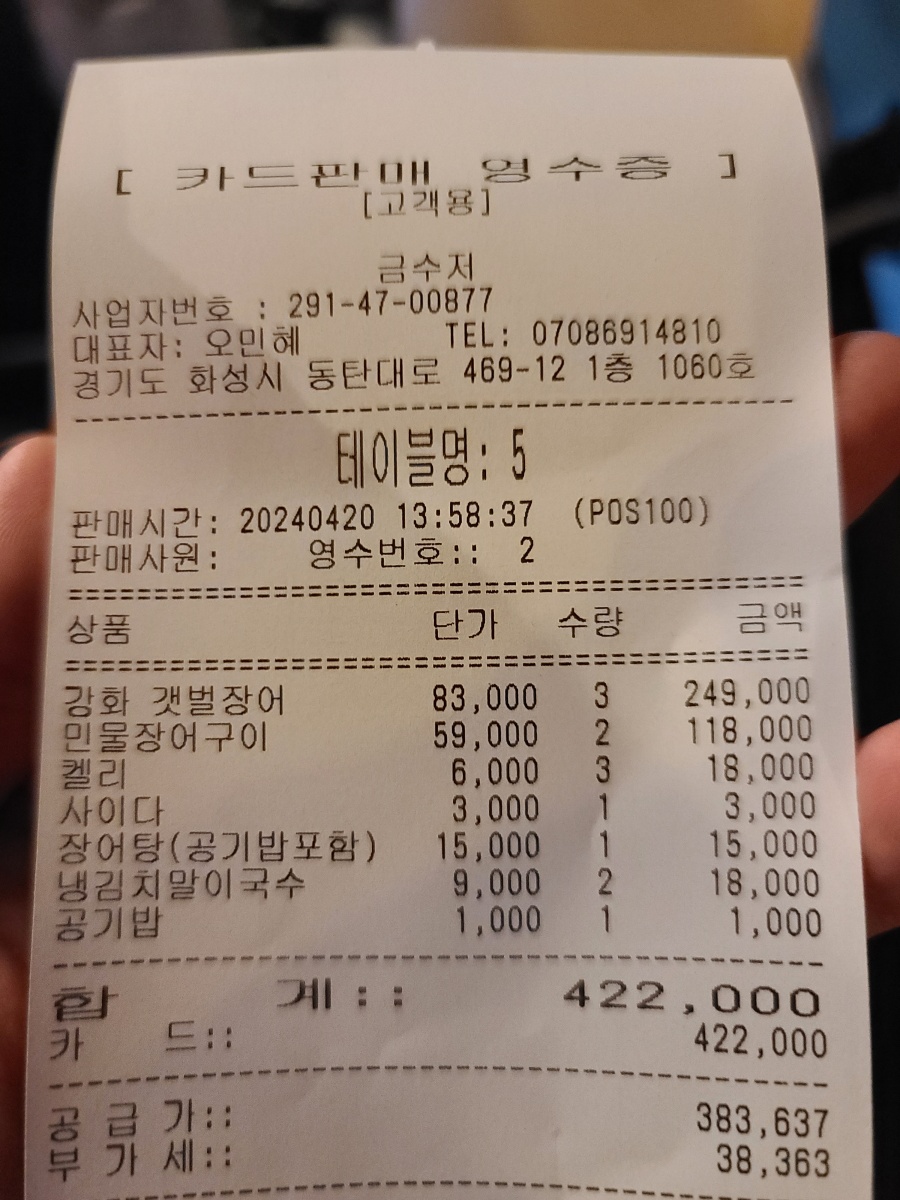 [ 카드판매 영수증 ]
[고객용]
금수저
사업자번호 : 291-47-00877
대표자: 오민혜 TEL: 07086914810
경기도 화성시 동탄대로 469-12 1층 1060호
테이블명: 5
판매시간: 20240420 13:58:37 (POS100)
판매사원: 영수번호:: 2
상품 단가 수량 금액
강화 갯벌장어 83,000 3 249,000
민물장어구이 59,000 2 118,000
켈리 6,000 3 18,000
사이다 3,000 1 3,000
장어탕(공기밥포함) 15,000 1 15,000
냉김치말이국수 9,000 2 18,000
공기밥 1,000 1 1,000
합 계:: 422,000
카 드:: 422,000
공 급 가:: 383,637
부 가 세:: 38,363